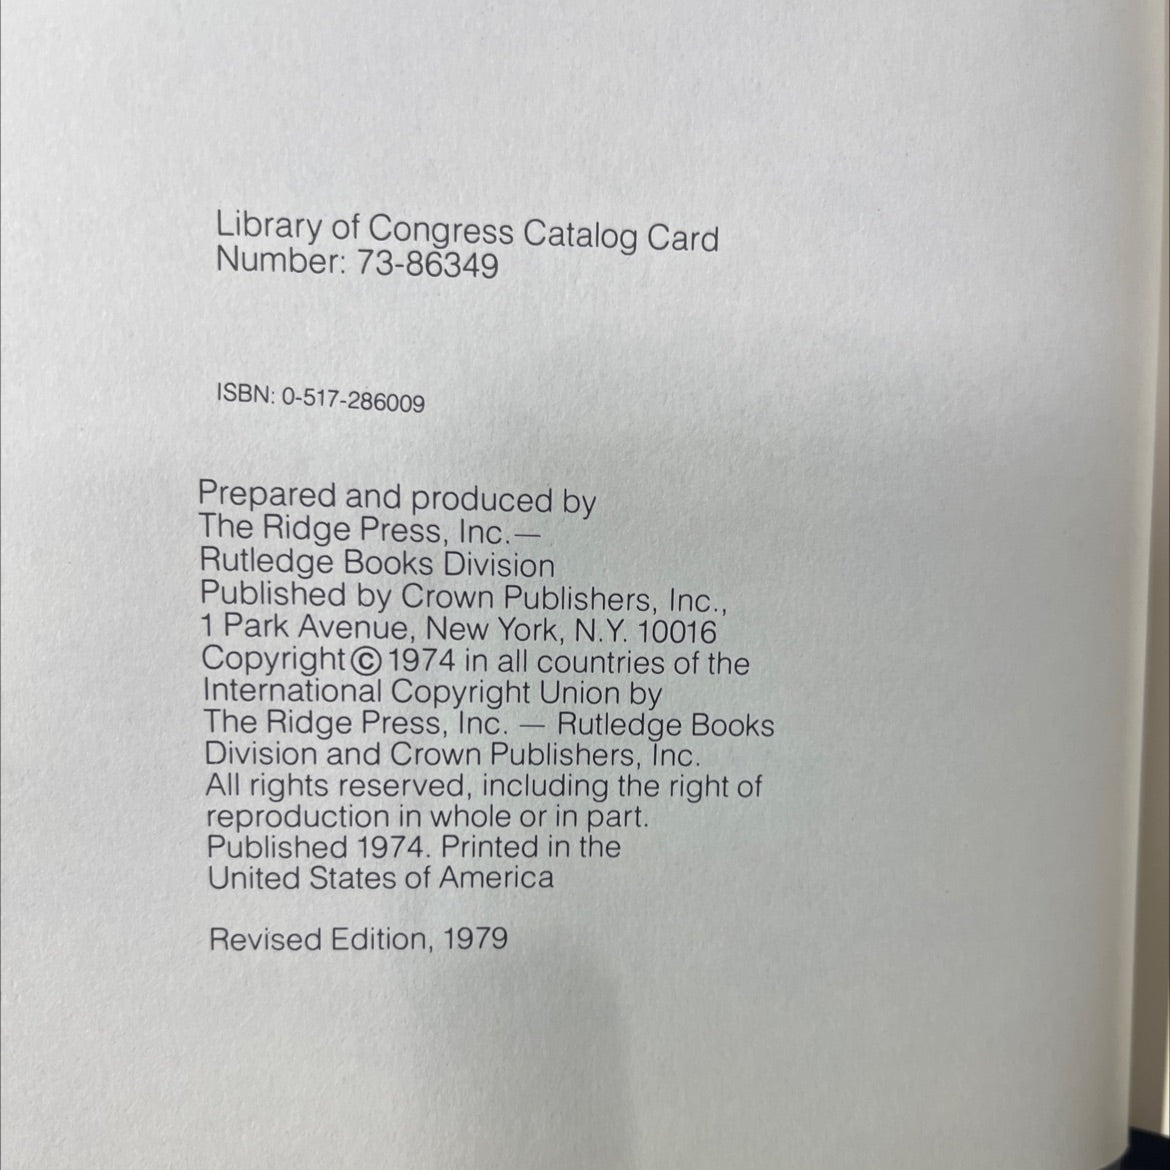 Library of Congress Catalog Card
Number: 73-86349
ISBN: 0-517-286009
Prepared and produced by
The Ridge Press, Inc.—
Rutledge Books Division
Published by Crown Publishers, Inc.,
1 Park Avenue, New York, N.Y. 10016
Copyright © 1974 in all countries of the
International Copyright Union by
The Ridge Press, Inc. — Rutledge Books
Division and Crown Publishers, Inc.
All rights reserved, including the right of
reproduction in whole or in part.
Published 1974. Printed in the
United States of America
Revised Edition, 1979